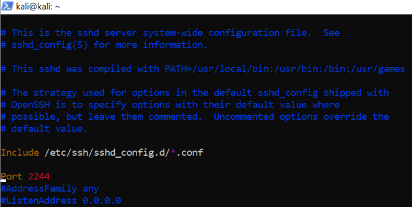 kali@kali: ~
# This is the sshd server system-wide configuration file.  See
# sshd_config(5) for more information.
# This sshd was compiled with PATH=/usr/local/bin:/usr/bin:/bin:/usr/games
# The strategy used for options in the default sshd_config shipped with
# OpenSSH is to specify options with their default value where
# possible, but leave them commented.  Uncommented options override the
# default value.
Include /etc/ssh/sshd_config.d/*.conf
Port 2244
#AddressFamily any
#ListenAddress 0.0.0.0